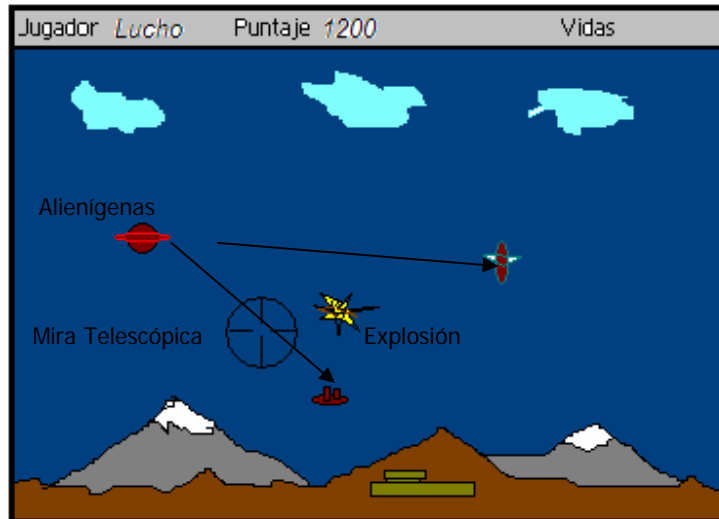 Jugador Lucho Puntaje 1200 Vidas
Alienígenas
Mira Telescópica Explosión